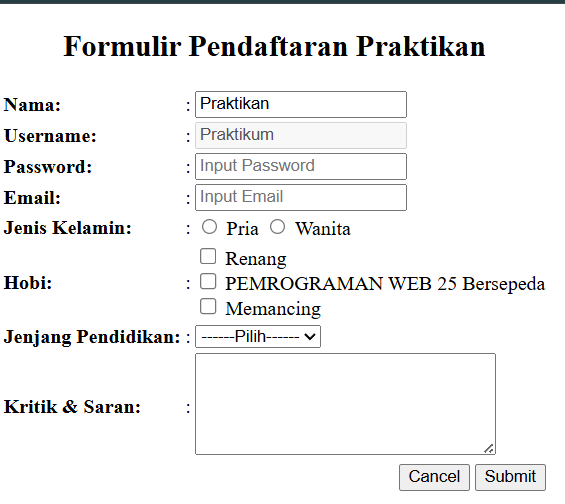 Formulir Pendaftaran Praktikan
Nama: : Praktikan
Username: : Praktikum
Password: : Input Password
Email: : Input Email
Jenis Kelamin: : Pria Wanita
Renang
Hobi: : PEMROGRAMAN WEB 25 Bersepeda
Memancing
Jenjang Pendidikan: : ------Pilih------
Kritik & Saran: :
Cancel Submit